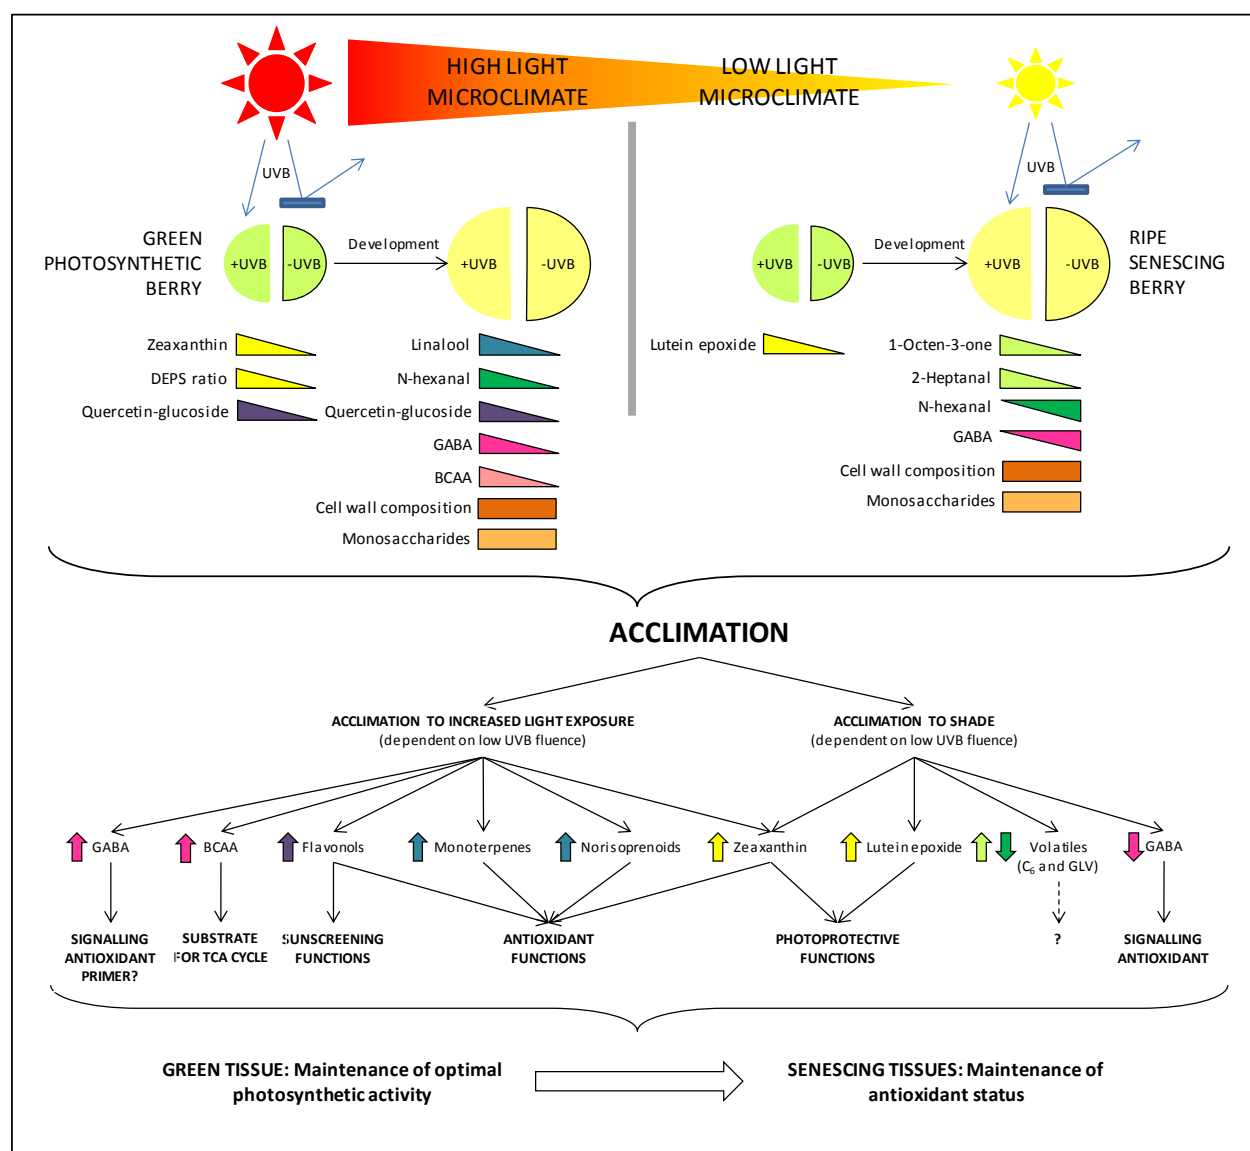 HIGH LIGHT
MICROCLIMATE
LOW LIGHT
MICROCLIMATE
UVB
UVB
GREEN
PHOTOSYNTHETIC
BERRY
+UVB
-UVB
Development
+UVB
-UVB
+UVB
-UVB
Development
+UVB
-UVB
RIPE
SENESCING
BERRY
Zeaxanthin
DEPS ratio
Quercetin-glucoside
Linalool
N-hexanal
Quercetin-glucoside
GABA
BCAA
Cell wall composition
Monosaccharides
Lutein epoxide
1-Octen-3-one
2-Heptanal
N-hexanal
GABA
Cell wall composition
Monosaccharides
ACCLIMATION
ACCLIMATION TO INCREASED LIGHT EXPOSURE
(dependent on low UVB fluence)
ACCLIMATION TO SHADE
(dependent on low UVB fluence)
GABA
BCAA
Flavonols
Monoterpenes
Norisoprenoids
Zeaxanthin
Lutein epoxide
Volatiles
(C₆ and GLV)
GABA
SIGNALLING
ANTIOXIDANT
PRIMER?
SUBSTRATE
FOR TCA CYCLE
SUNSCREENING
FUNCTIONS
ANTIOXIDANT
FUNCTIONS
PHOTOPROTECTIVE
FUNCTIONS
?
SIGNALLING
ANTIOXIDANT
GREEN TISSUE: Maintenance of optimal
photosynthetic activity
SENESCING TISSUES: Maintenance of
antioxidant status